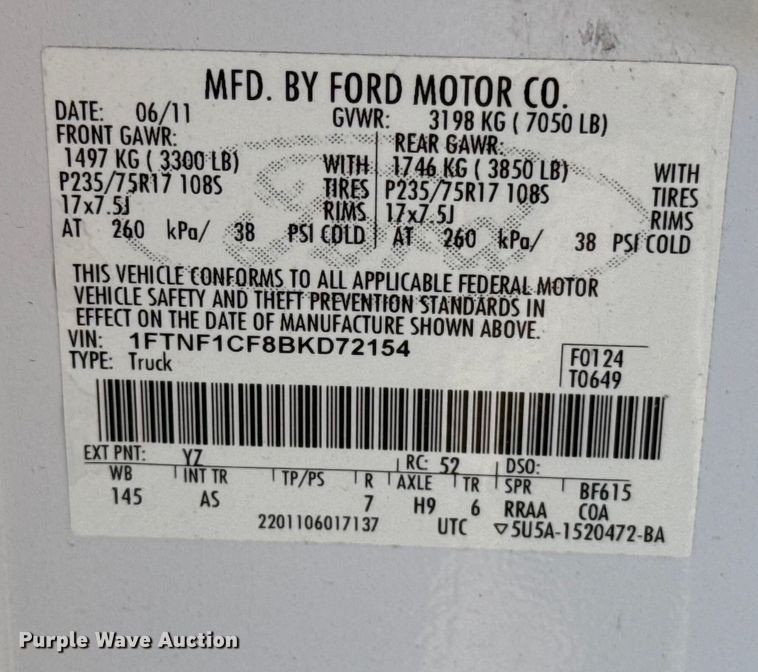 MFD. BY FORD MOTOR CO.
DATE: 06/11 GVWR: 3198 KG ( 7050 LB)
FRONT GAWR: REAR GAWR:
1497 KG ( 3300 LB) WITH 1746 KG ( 3850 LB) WITH
P235/75R17 108S TIRES P235/75R17 108S TIRES
17x7.5J RIMS 17x7.5J RIMS
AT 260 kPa/ 38 PSI COLD AT 260 kPa/ 38 PSI COLD
THIS VEHICLE CONFORMS TO ALL APPLICABLE FEDERAL MOTOR
VEHICLE SAFETY AND THEFT PREVENTION STANDARDS IN
EFFECT ON THE DATE OF MANUFACTURE SHOWN ABOVE.
VIN: 1FTNF1CF8BKD72154 F0124
TYPE: Truck T0649
EXT PNT: YZ RC: 52 DSO:
WB INT TR TP/PS R AXLE TR SPR BF615
145 AS 7 H9 6 RRAA COA
2201106017137 UTC ▽5U5A-1520472-BA
Purple Wave Auction